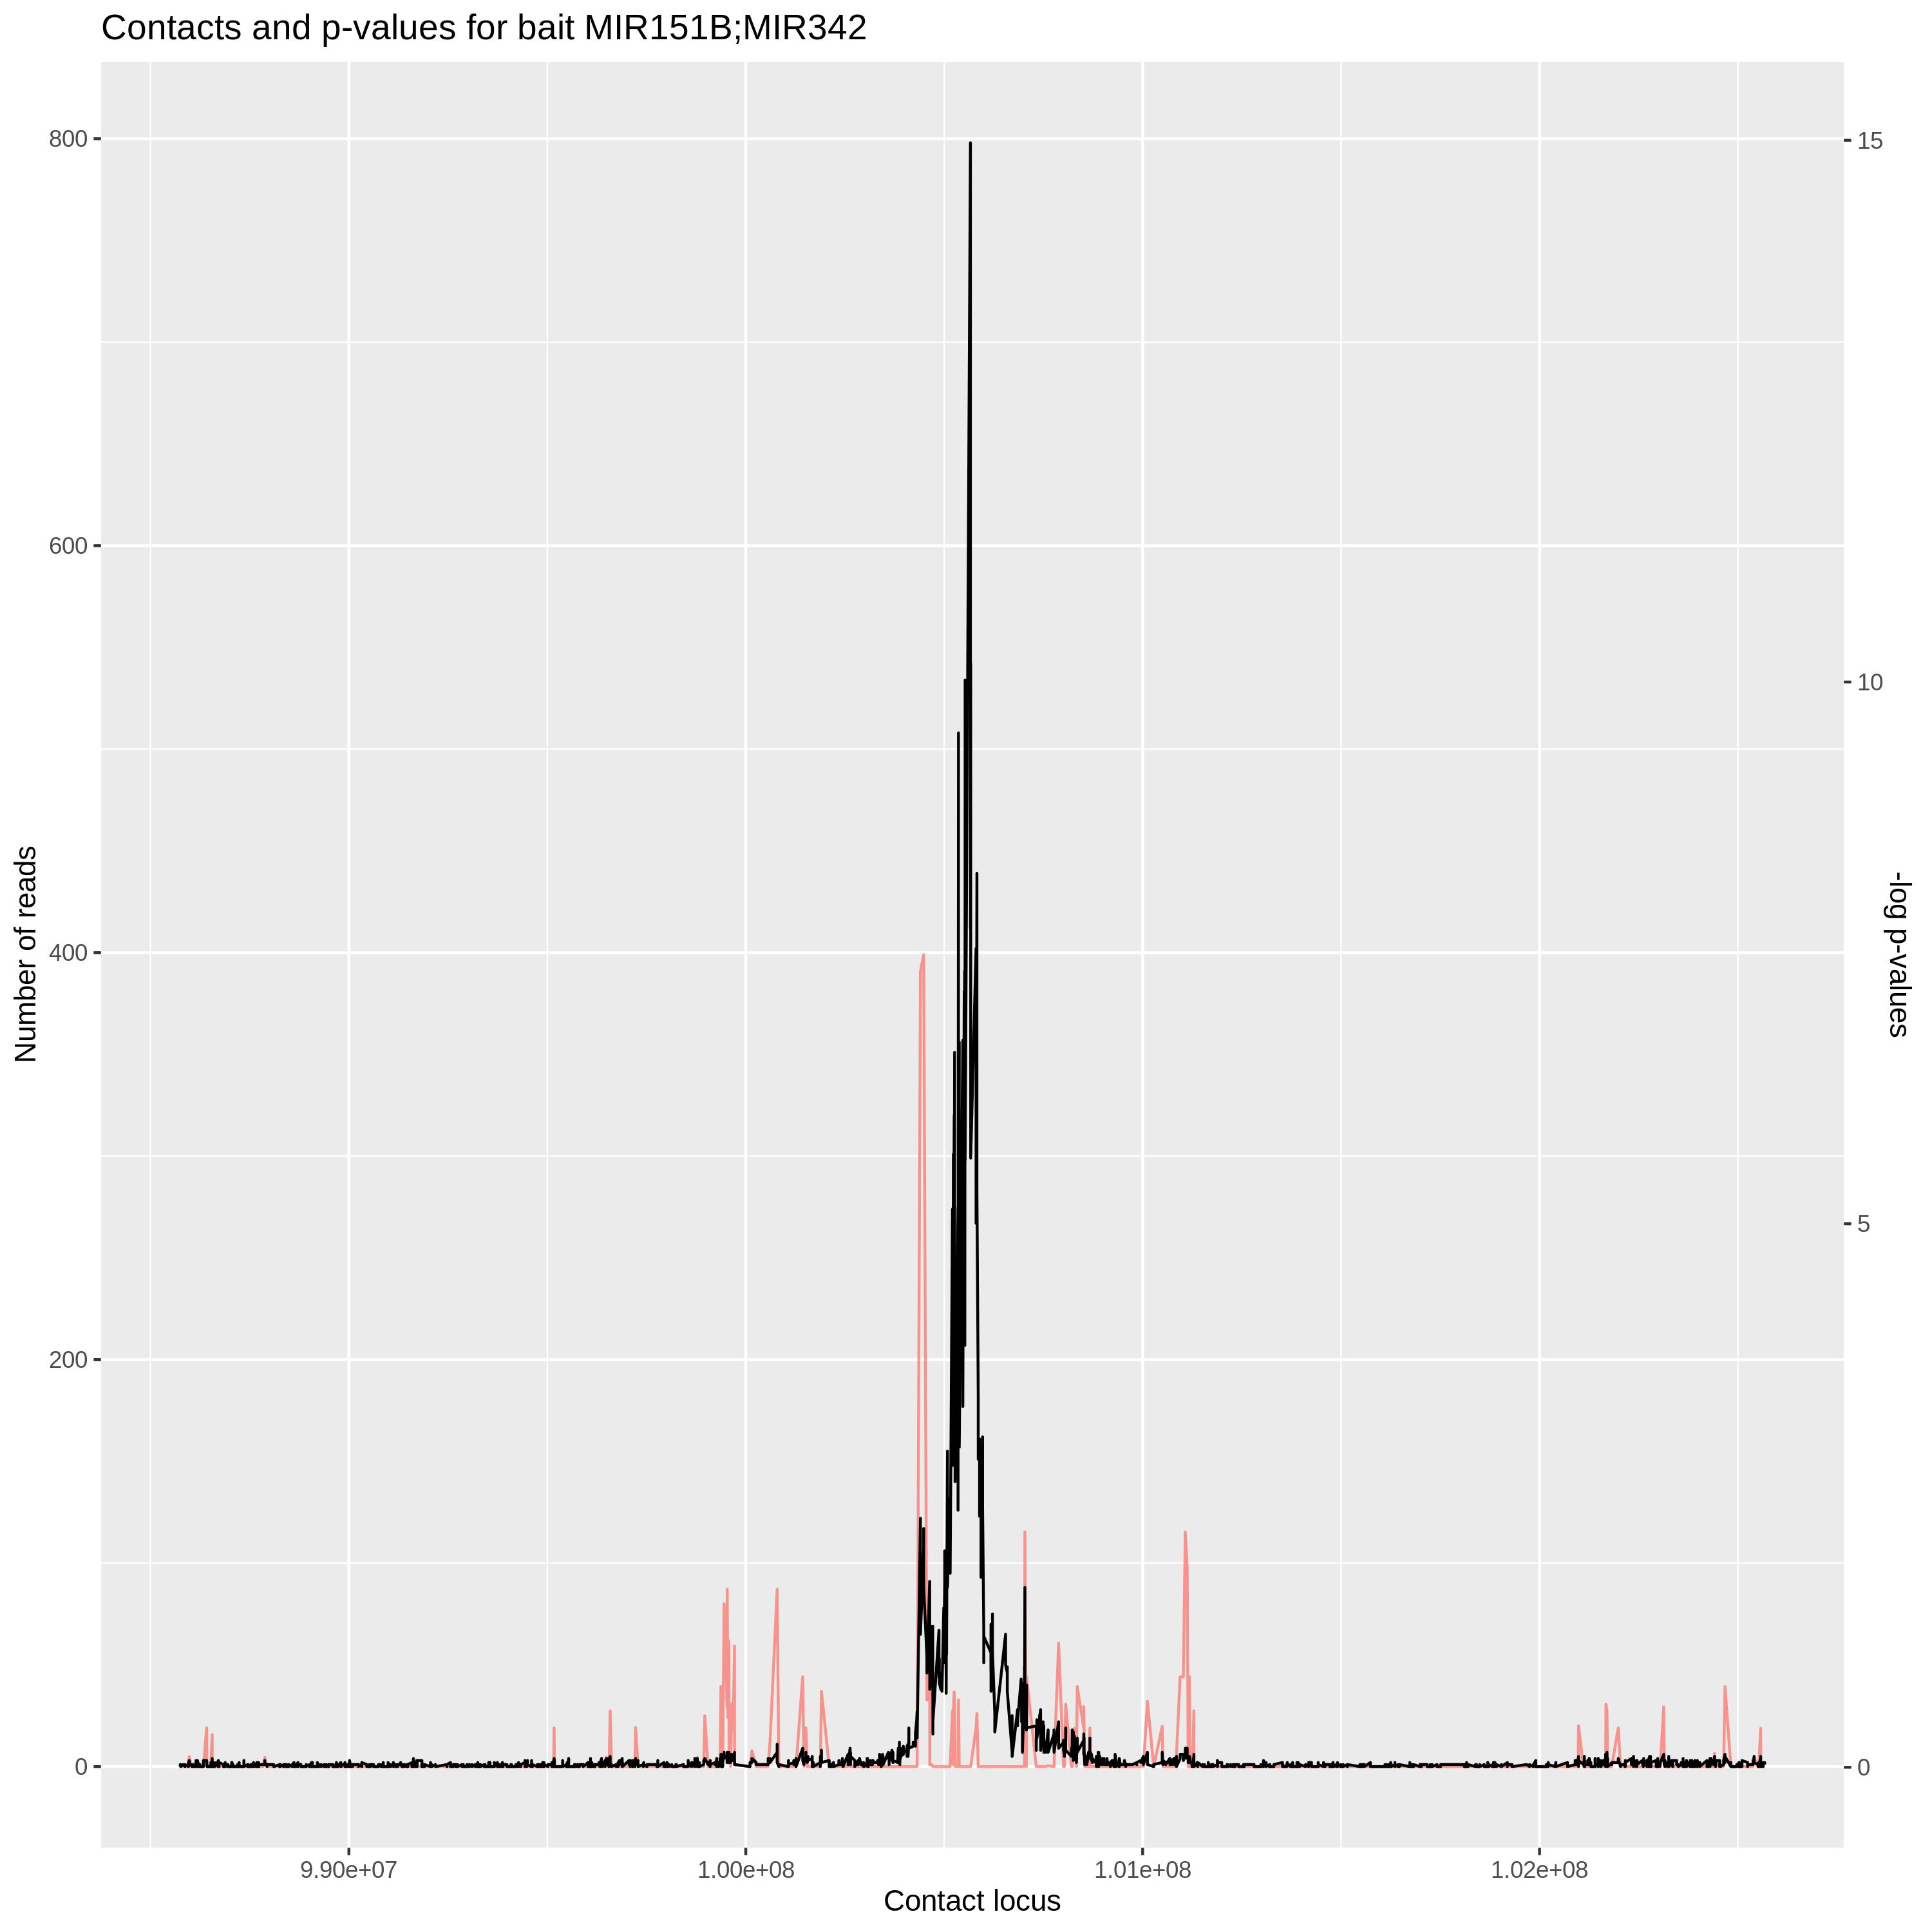 Contacts and p-values for bait MIR151B;MIR342
800
600
400
200
0
Number of reads
15
10
5
0
-log p-values
9.90e+07
1.00e+08
1.01e+08
1.02e+08
Contact locus